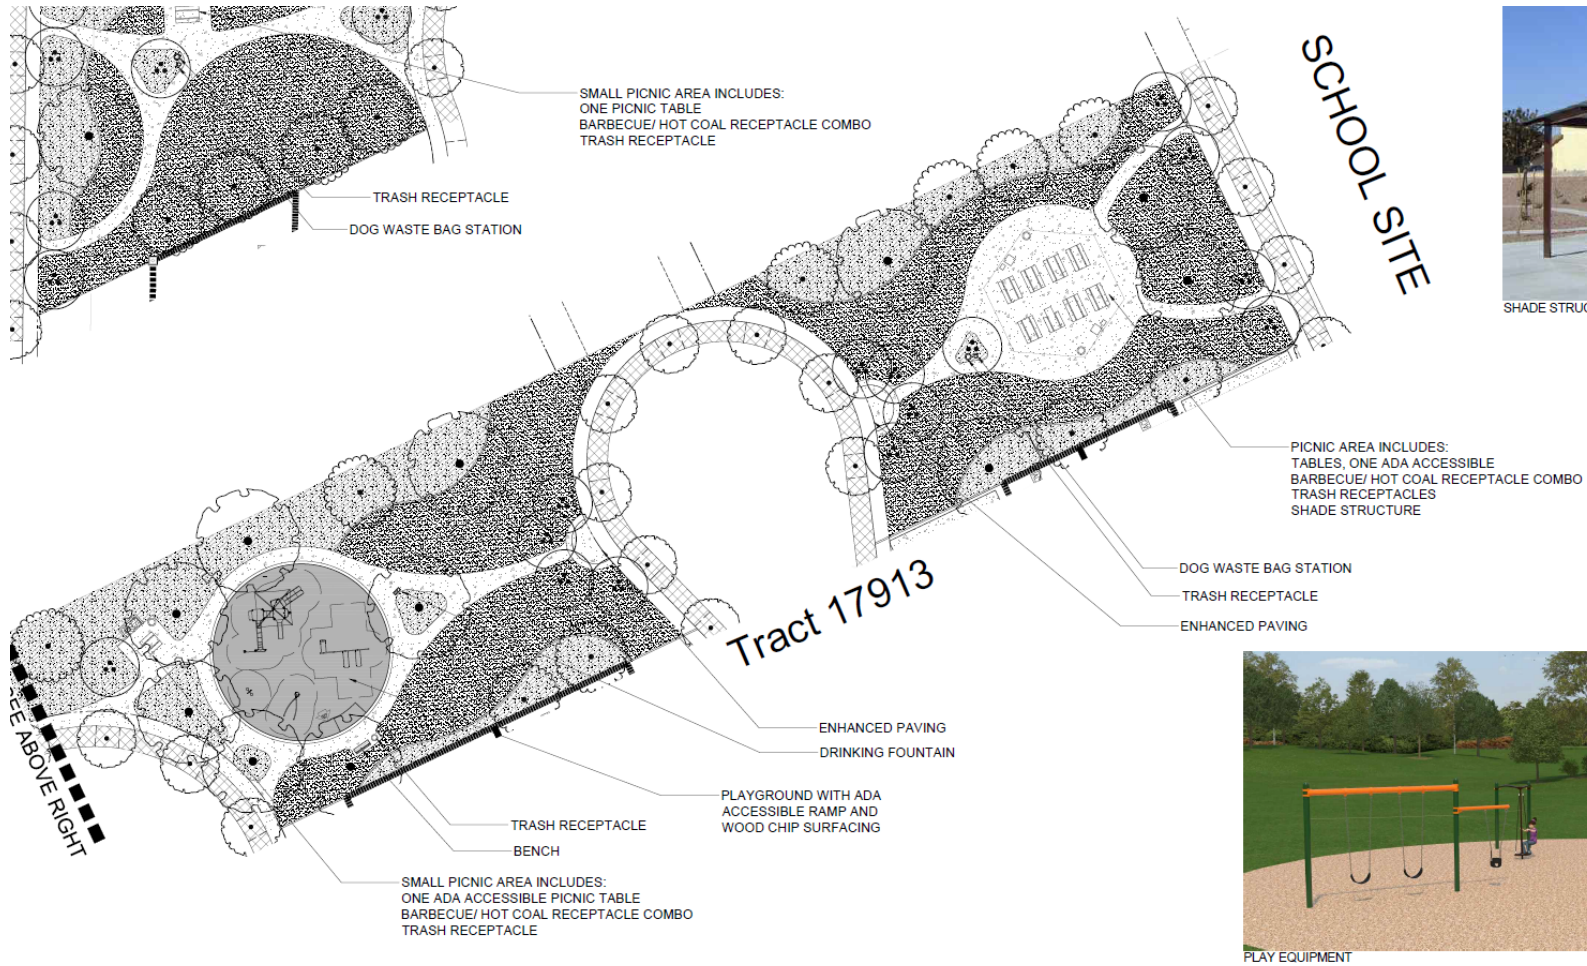 SMALL PICNIC AREA INCLUDES:
ONE PICNIC TABLE
BARBECUE/ HOT COAL RECEPTACLE COMBO
TRASH RECEPTACLE
TRASH RECEPTACLE
DOG WASTE BAG STATION
SCHOOL SITE
SHADE STRUC
PICNIC AREA INCLUDES:
TABLES, ONE ADA ACCESSIBLE
BARBECUE/ HOT COAL RECEPTACLE COMBO
TRASH RECEPTACLES
SHADE STRUCTURE
DOG WASTE BAG STATION
TRASH RECEPTACLE
ENHANCED PAVING
Tract 17913
ENHANCED PAVING
DRINKING FOUNTAIN
PLAYGROUND WITH ADA
ACCESSIBLE RAMP AND
WOOD CHIP SURFACING
TRASH RECEPTACLE
BENCH
SMALL PICNIC AREA INCLUDES:
ONE ADA ACCESSIBLE PICNIC TABLE
BARBECUE/ HOT COAL RECEPTACLE COMBO
TRASH RECEPTACLE
SEE ABOVE RIGHT
PLAY EQUIPMENT